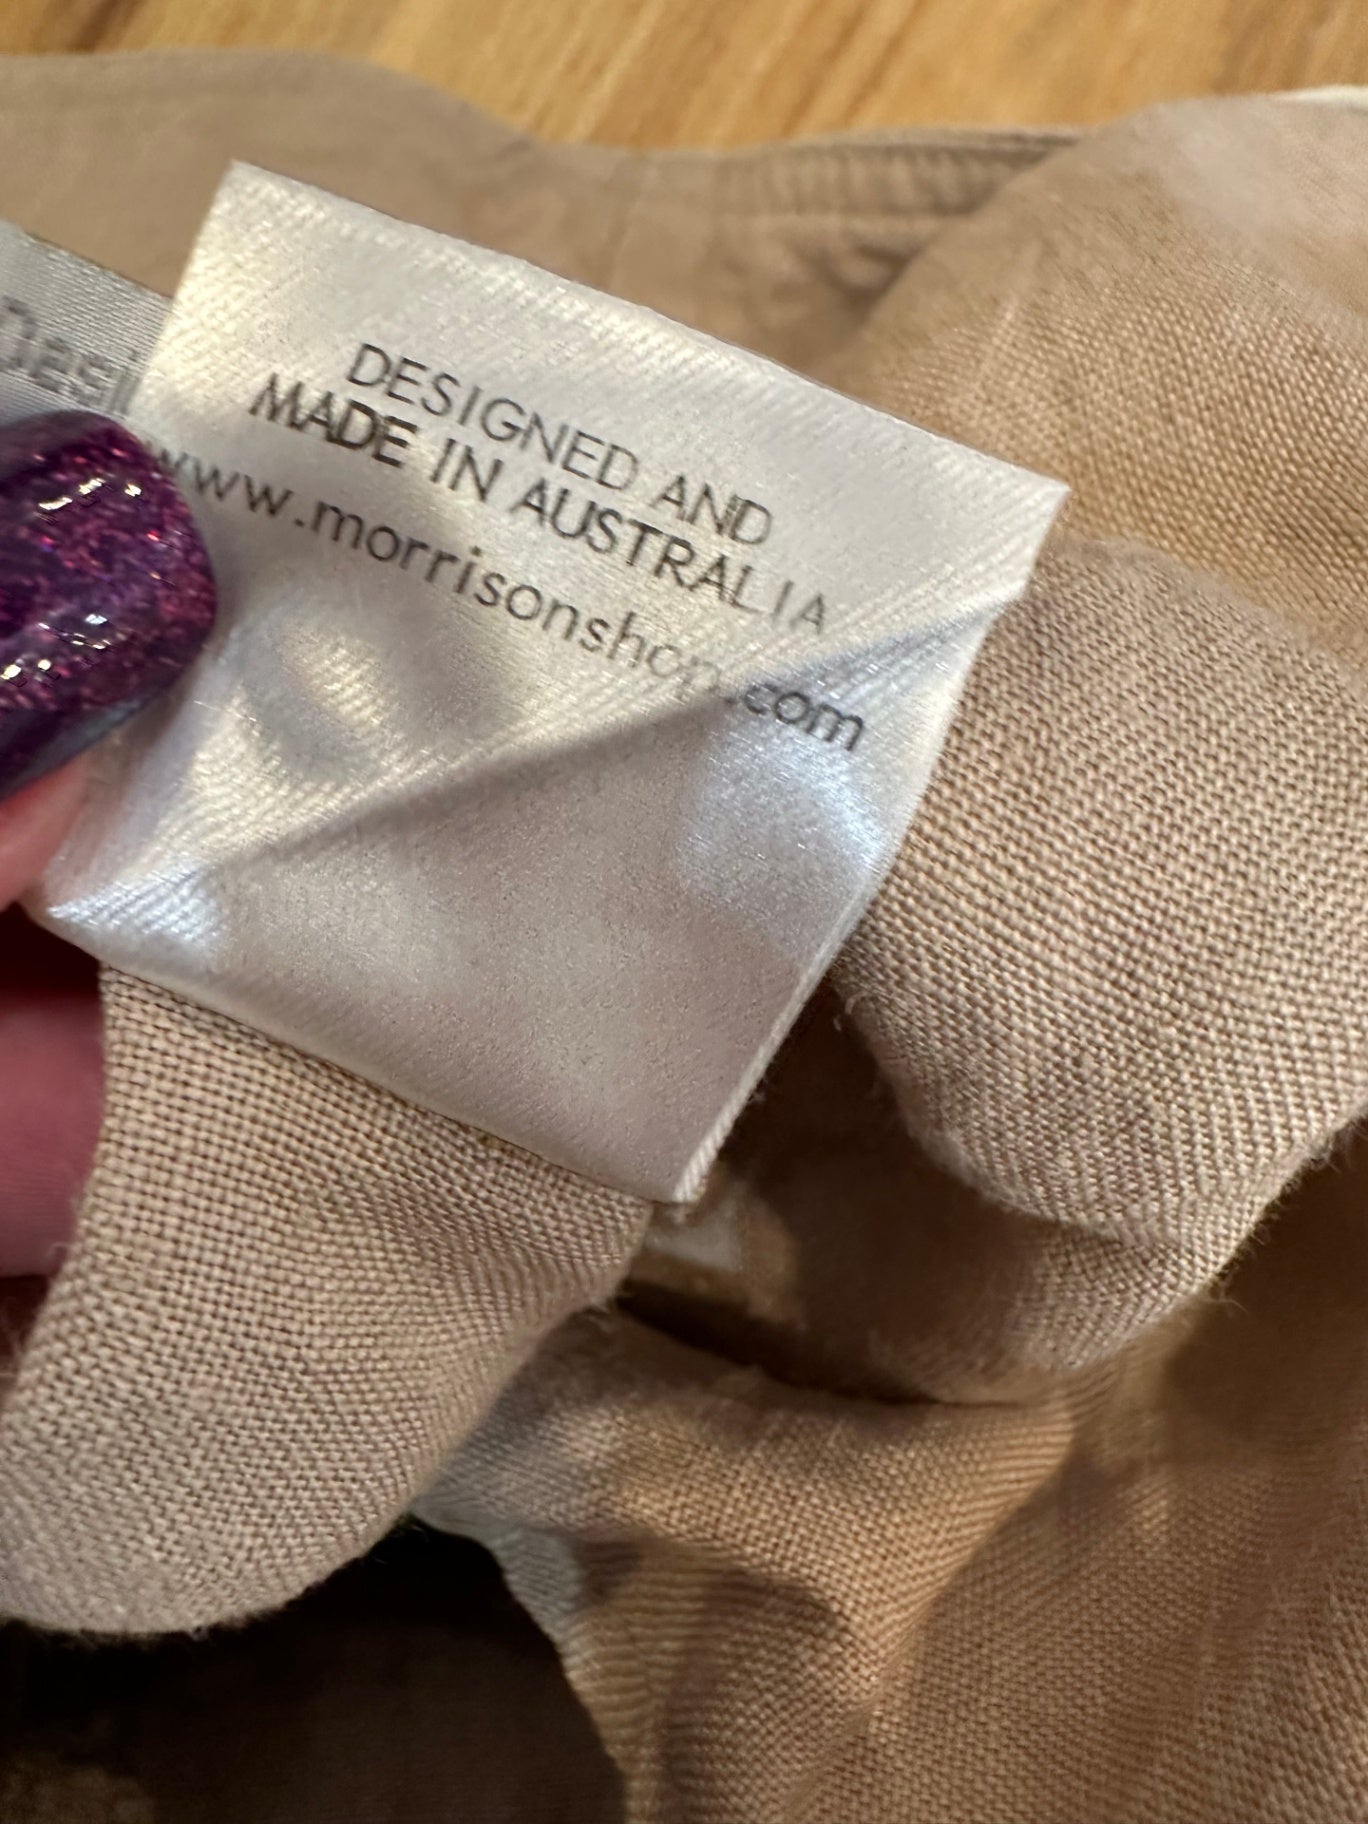 DESIGNED AND
MADE IN AUSTRALIA
www.morrisonshop.com